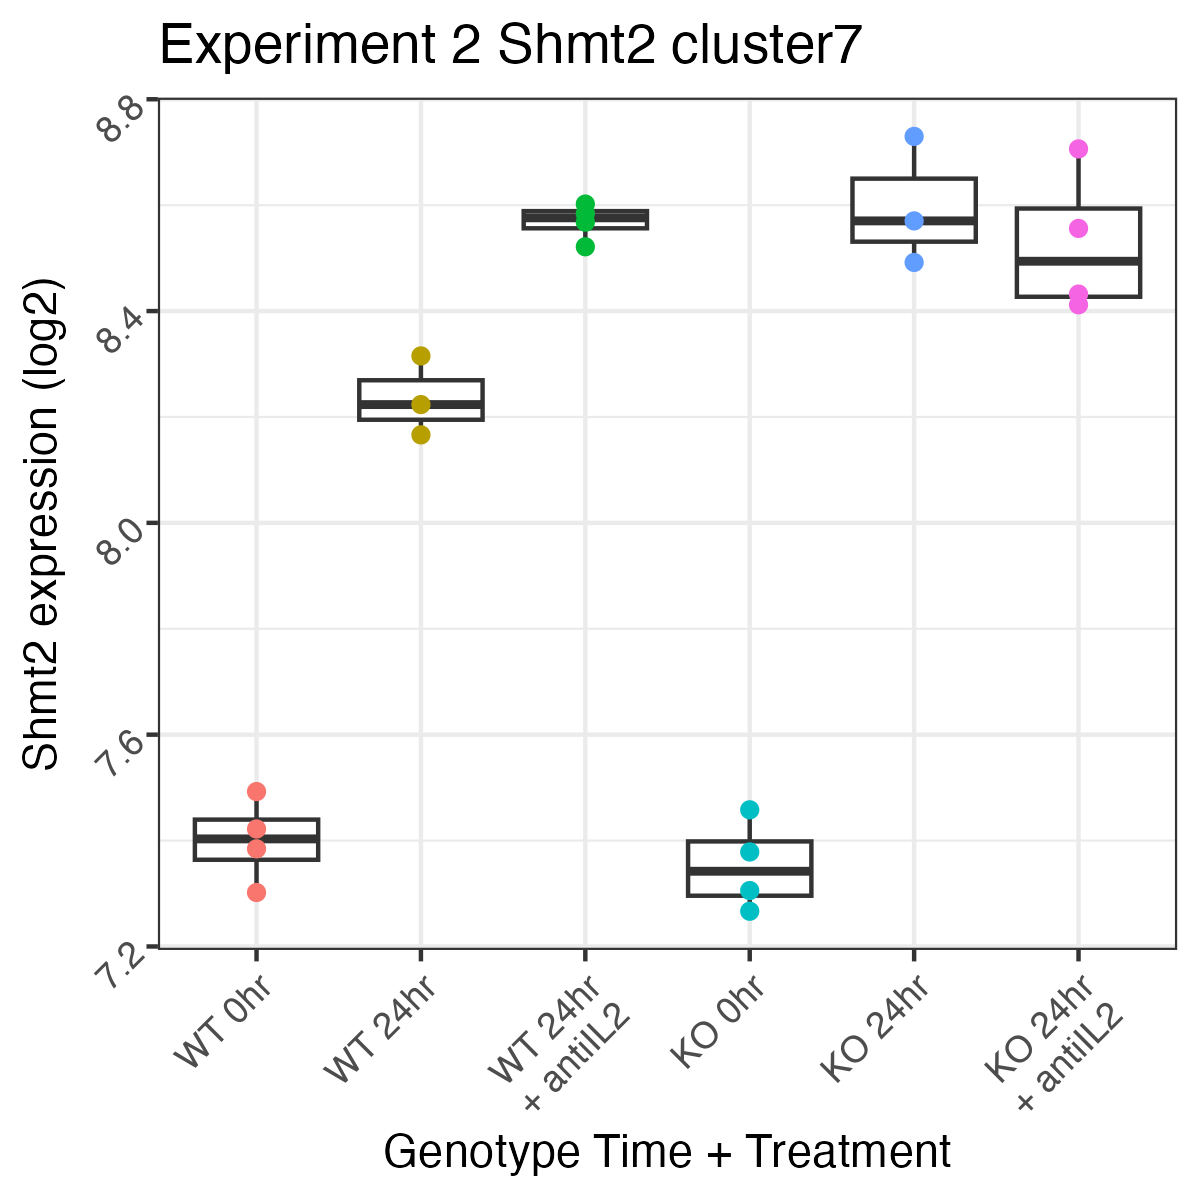 Experiment 2 Shmt2 cluster7
Shmt2 expression (log2)
8.8
8.4
8.0
7.6
7.2
WT 0hr
WT 24hr
WT 24hr
+ antiIL2
KO 0hr
KO 24hr
KO 24hr
+ antiIL2
Genotype Time + Treatment